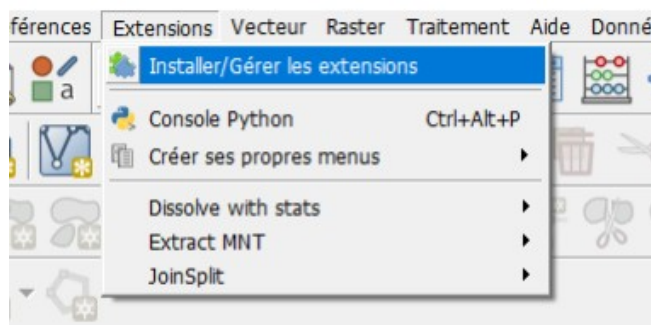 férences Extensions Vecteur Raster Traitement Aide Donné
a
Installer/Gérer les extensions
Console Python Ctrl+Alt+P
Créer ses propres menus
Dissolve with stats
Extract MNT
JoinSplit